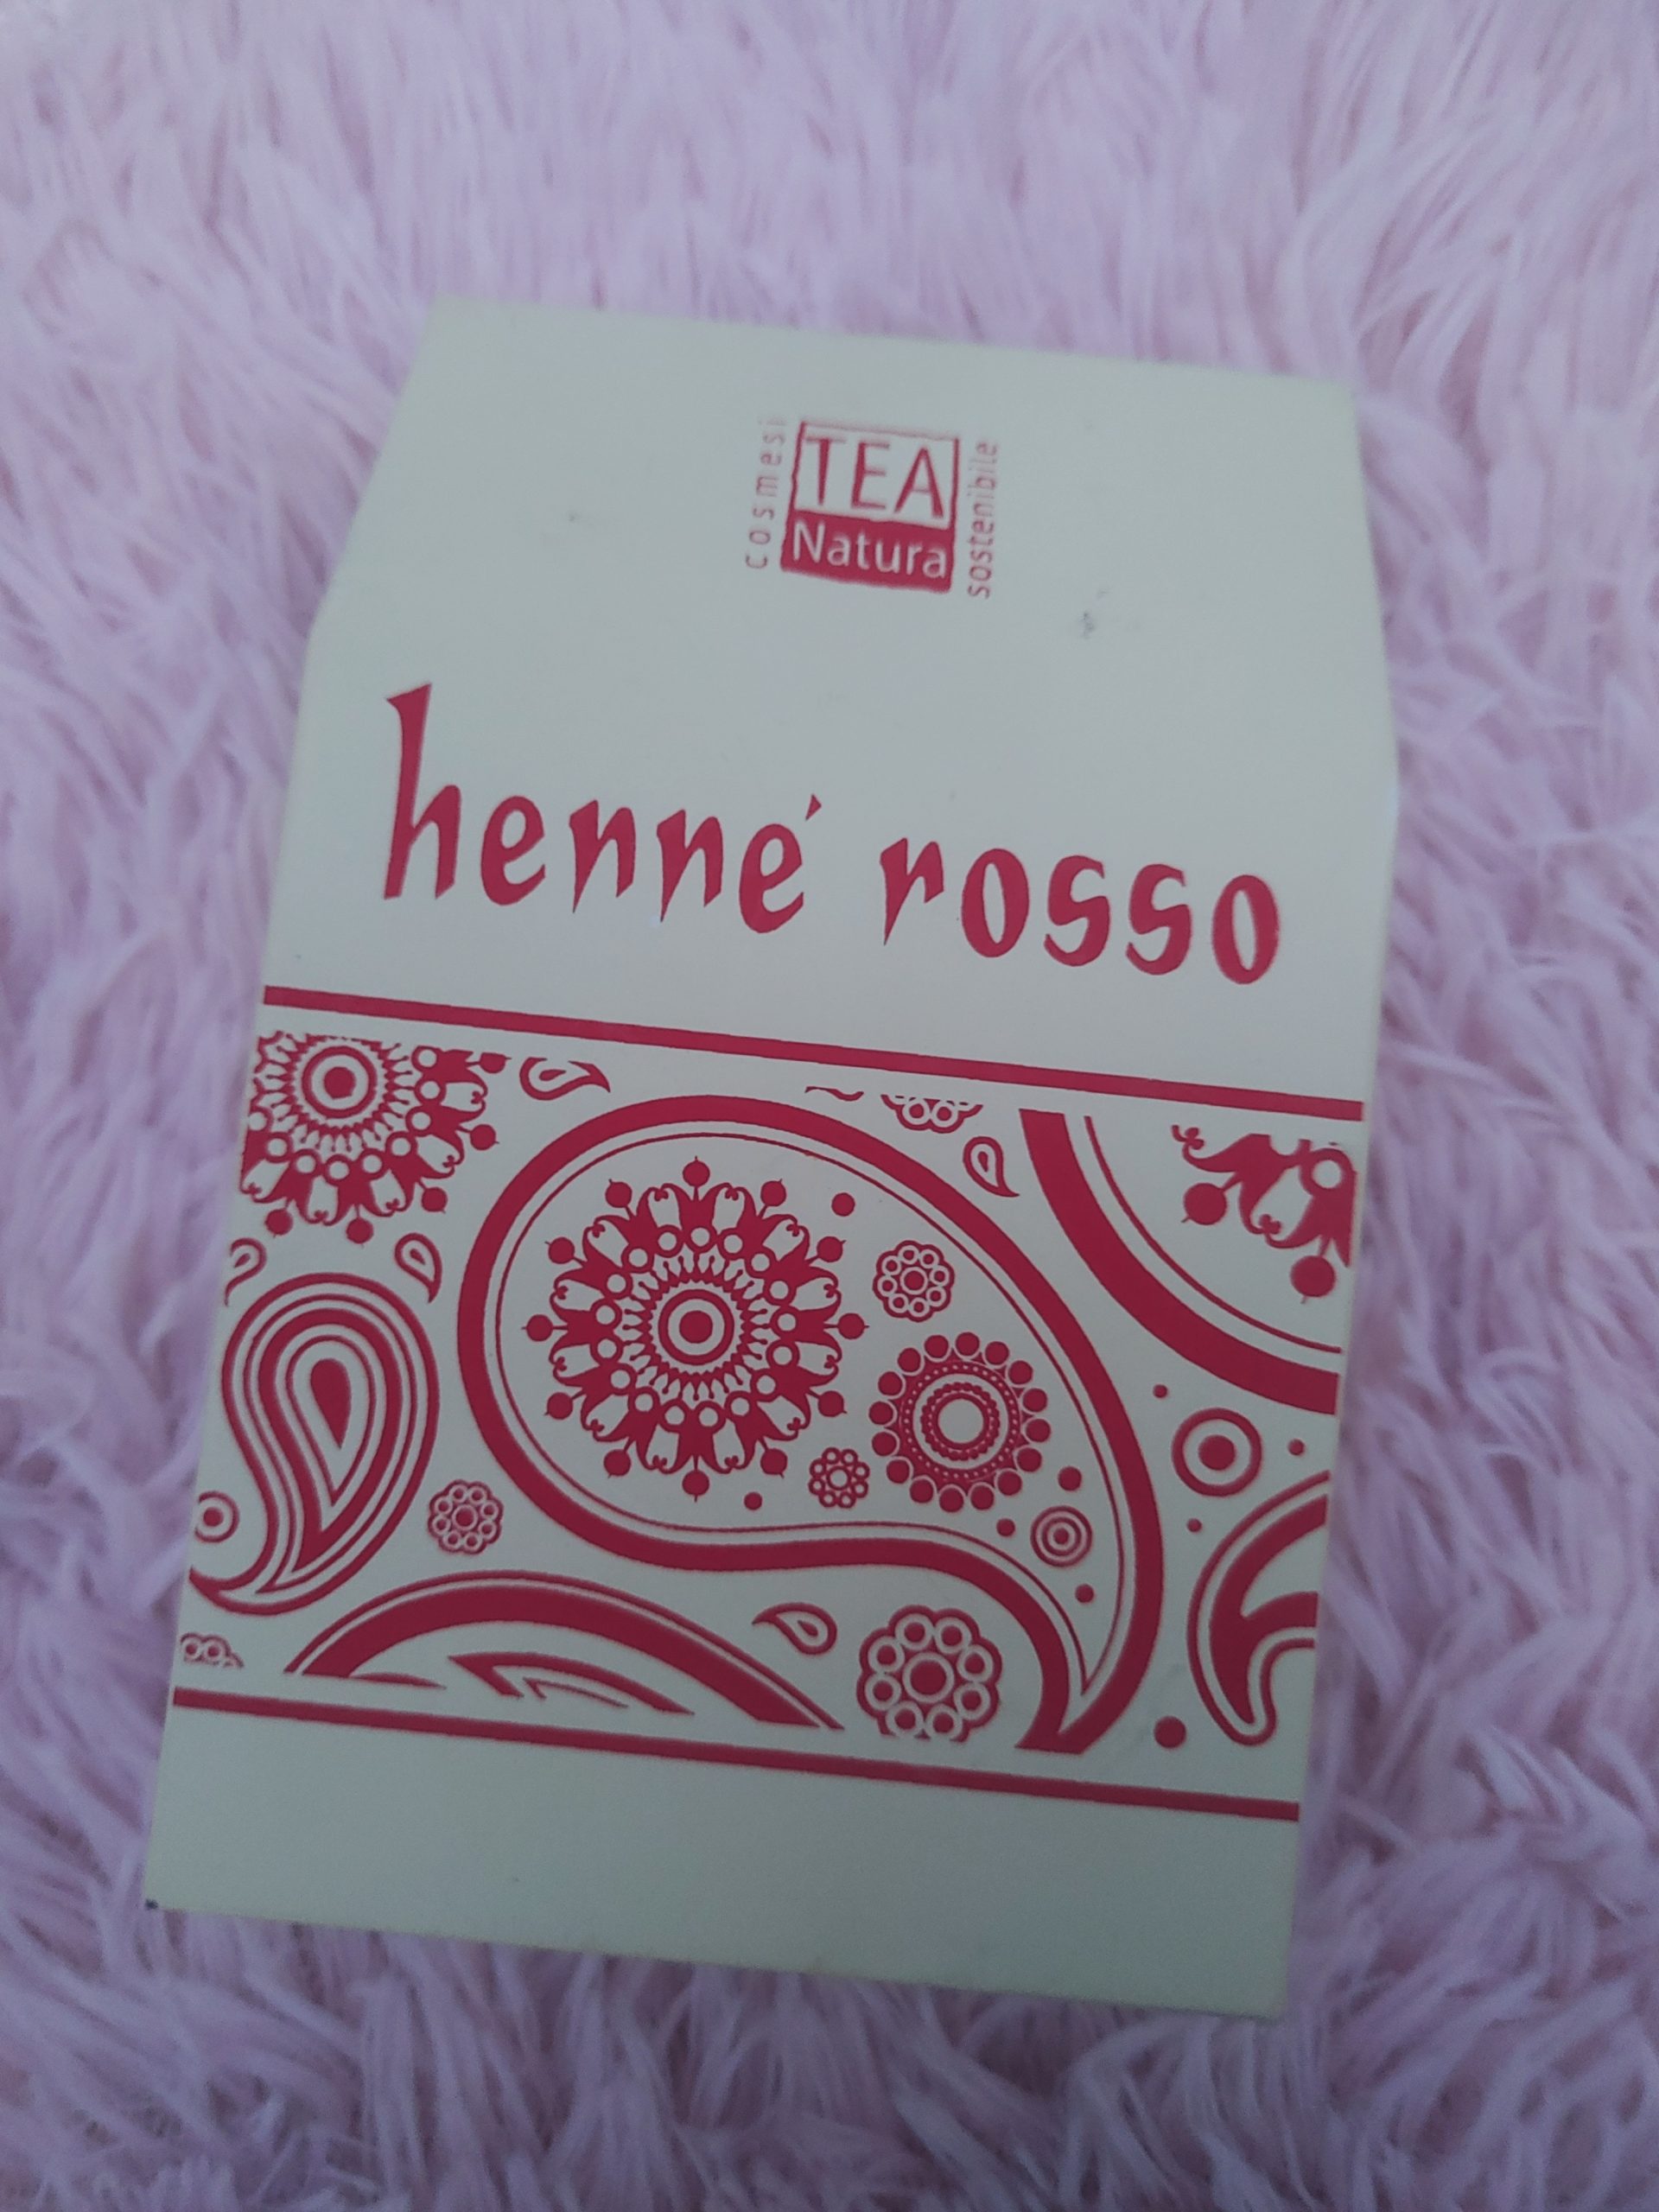 cosmesi
TEA
Natura
sostenibile
henné rosso